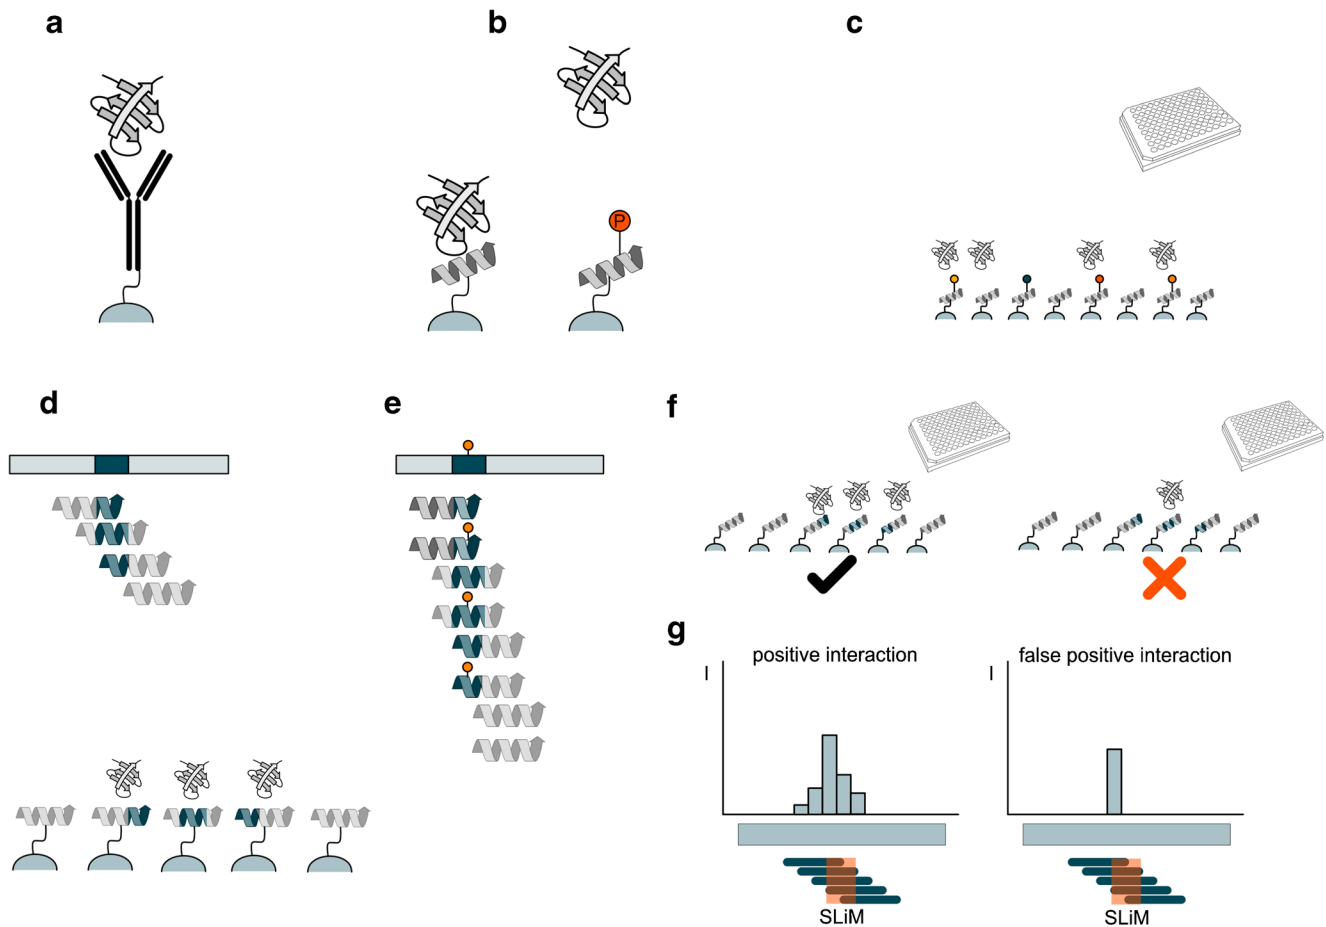 a
b
c
P
d
e
f
g
positive interaction
false positive interaction
I
I
SLiM
SLiM